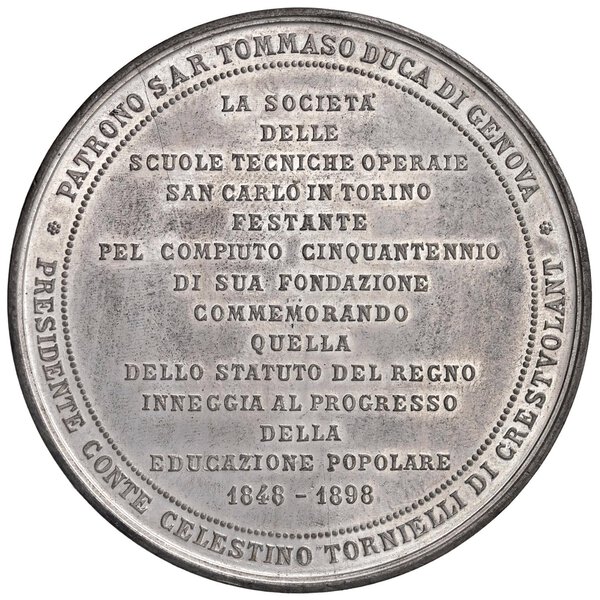 PATRONO S.A.R. TOMMASO DUCA DI GENOVA
LA SOCIETÀ
DELLE
SCUOLE TECNICHE OPERAIE
SAN CARLO IN TORINO
FESTANTE
PEL COMPIUTO CINQUANTENNIO
DI SUA FONDAZIONE
COMMEMORANDO
QUELLA
DELLO STATUTO DEL REGNO
INNEGGIA AL PROGRESSO
DELLA
EDUCAZIONE POPOLARE
1848 - 1898
PRESIDENTE CONTE CELESTINO TORNIELLI DI CRESTVOLANT